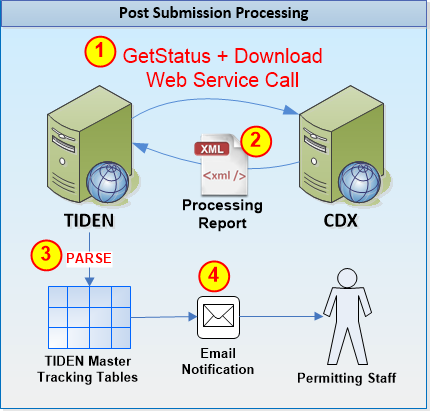 Post Submission Processing
1
GetStatus + Download
Web Service Call
2
XML
<xml />
TIDEN
Processing
Report
CDX
3
PARSE
4
TIDEN Master
Tracking Tables
Email
Notification
Permitting Staff